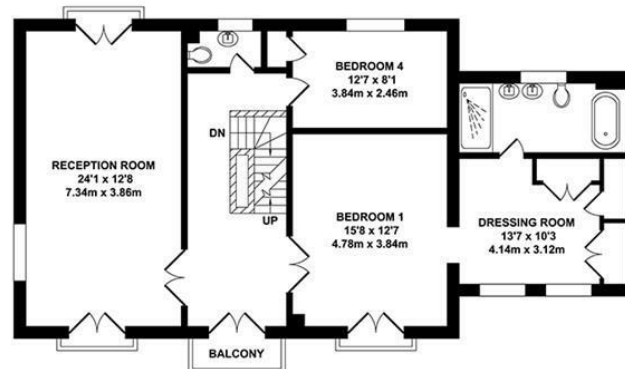 RECEPTION ROOM
24'1 x 12'8
7.34m x 3.86m
DN
UP
BEDROOM 4
12'7 x 8'1
3.84m x 2.46m
BEDROOM 1
15'8 x 12'7
4.78m x 3.84m
DRESSING ROOM
13'7 x 10'3
4.14m x 3.12m
BALCONY